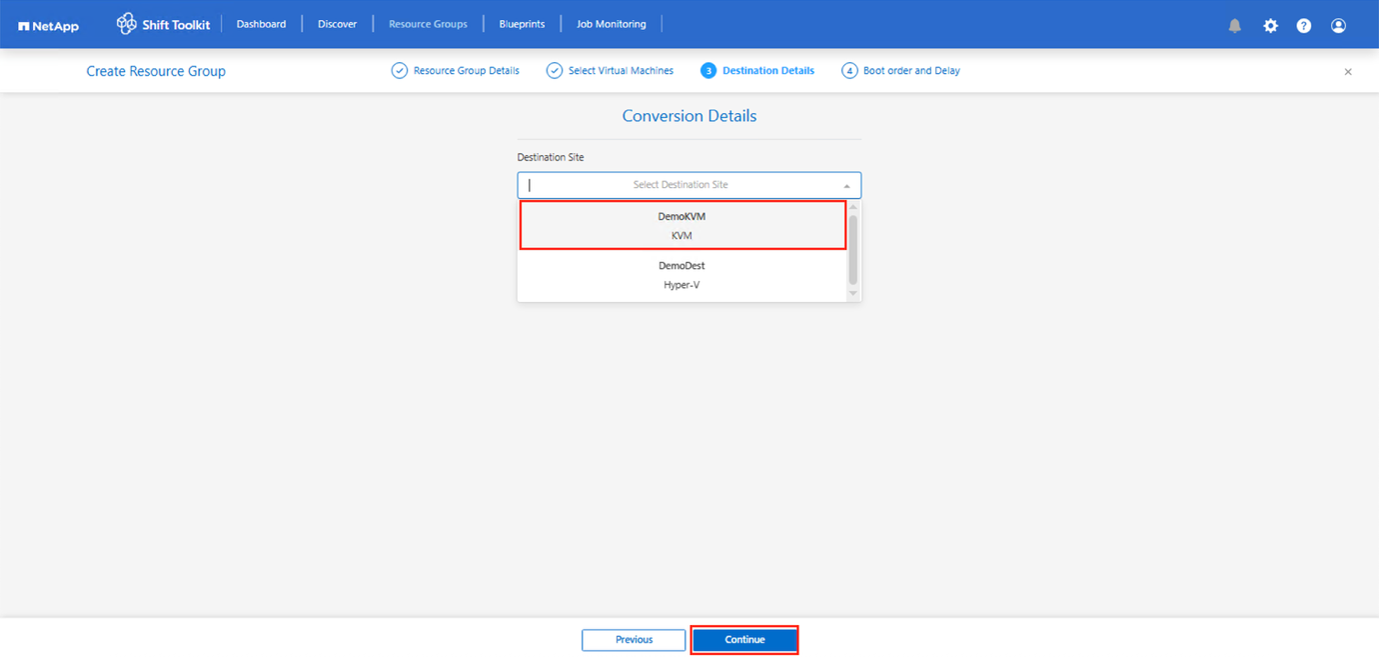 NetApp Shift Toolkit Dashboard Discover Resource Groups Blueprints Job Monitoring ?
Create Resource Group Resource Group Details Select Virtual Machines 3 Destination Details 4 Boot order and Delay
Conversion Details
Destination Site
Select Destination Site
DemoKVM
KVM
DemoDest
Hyper-V
Previous Continue